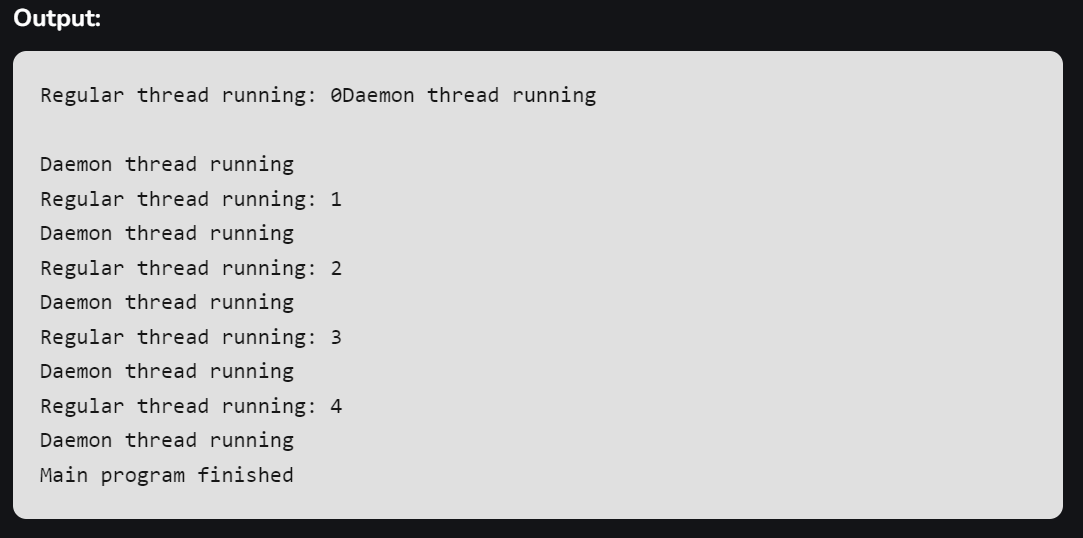 Output:
Regular thread running: 0Daemon thread running
Daemon thread running
Regular thread running: 1
Daemon thread running
Regular thread running: 2
Daemon thread running
Regular thread running: 3
Daemon thread running
Regular thread running: 4
Daemon thread running
Main program finished